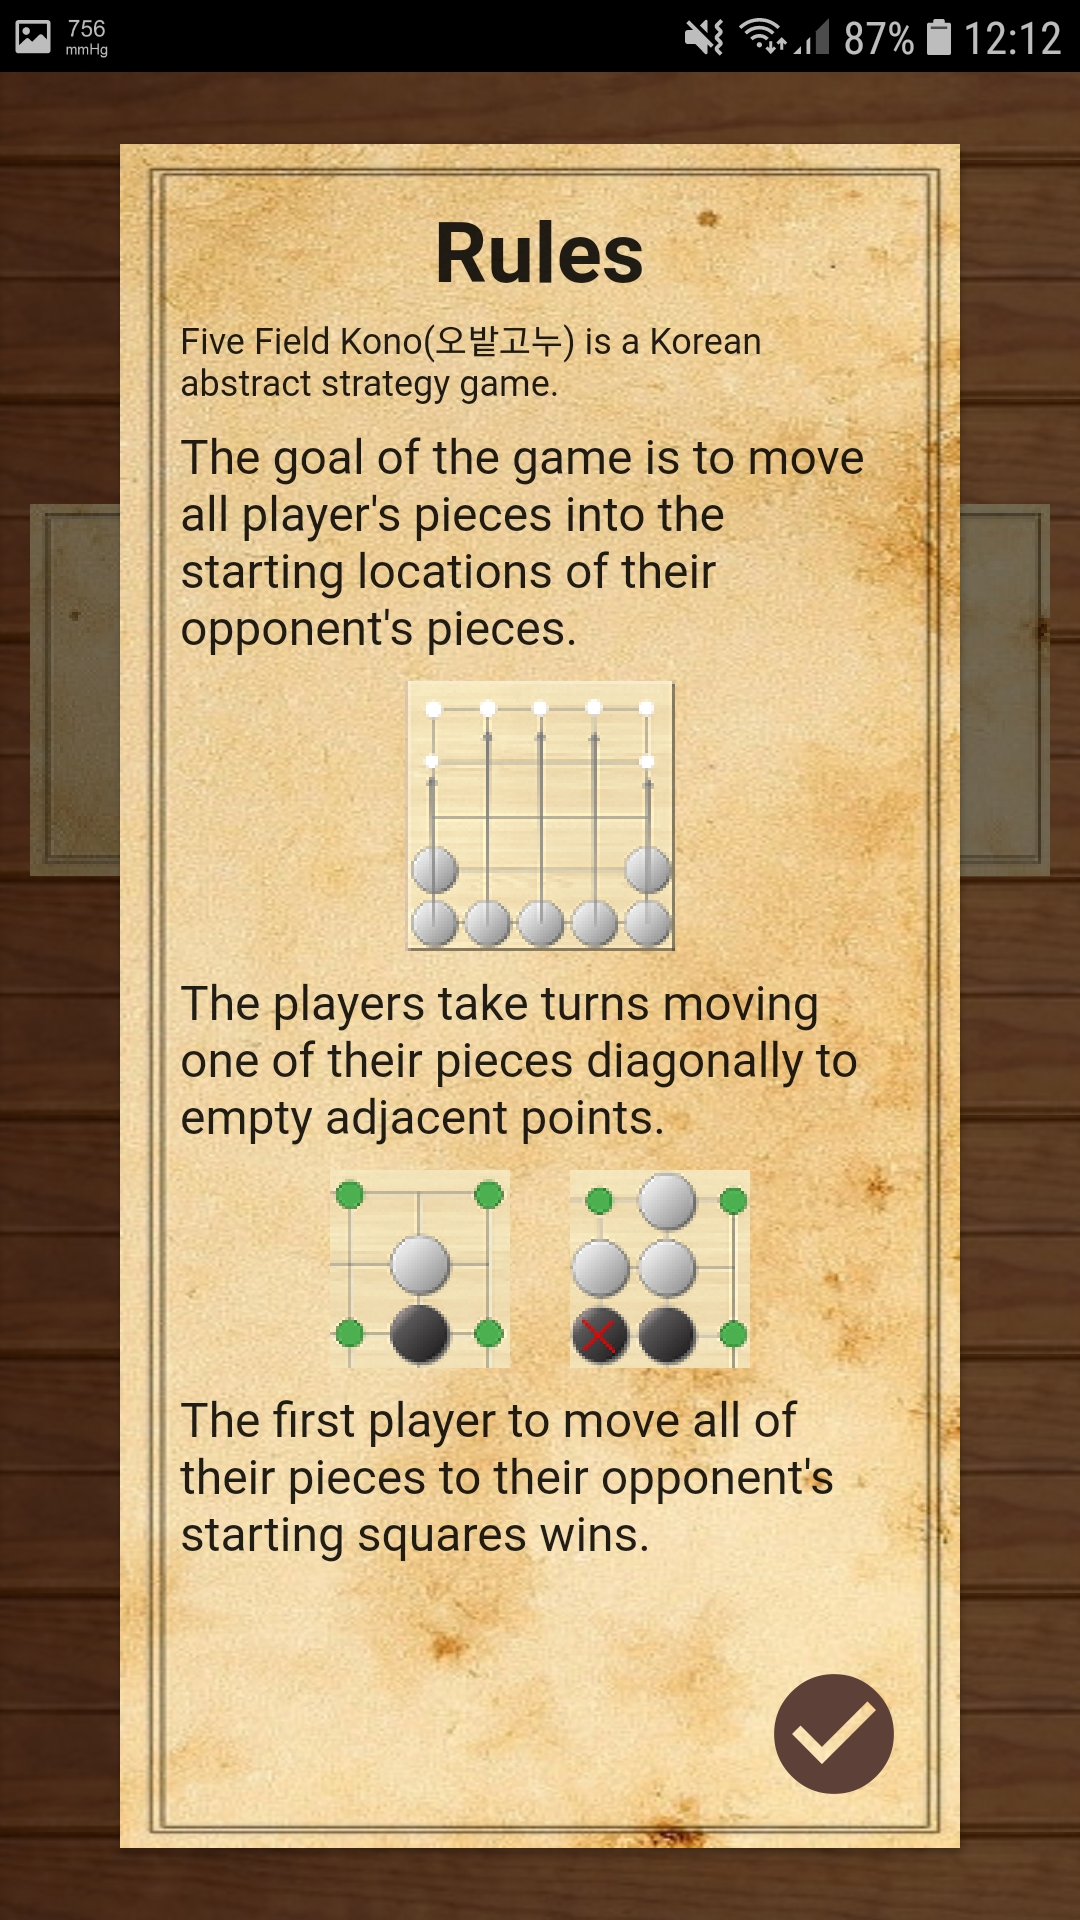 756
mmHg
87% 12:12
Rules
Five Field Kono(오밭고누) is a Korean
abstract strategy game.
The goal of the game is to move
all player's pieces into the
starting locations of their
opponent's pieces.
The players take turns moving
one of their pieces diagonally to
empty adjacent points.
The first player to move all of
their pieces to their opponent's
starting squares wins.